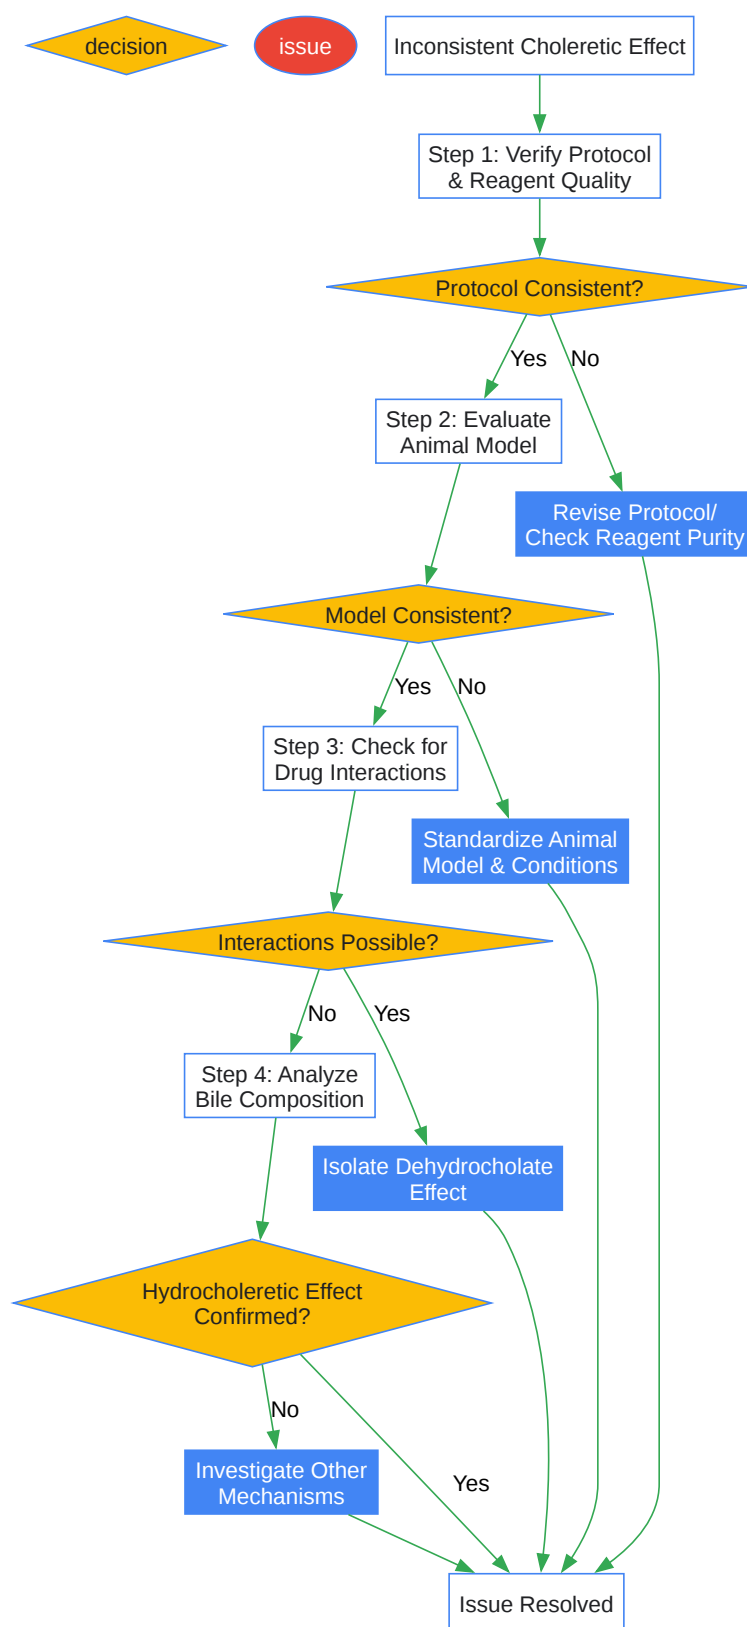 decision
issue
Inconsistent Choleretic Effect
Step 1: Verify Protocol
& Reagent Quality
Protocol Consistent?
Yes
No
Step 2: Evaluate
Animal Model
Revise Protocol/
Check Reagent Purity
Model Consistent?
Yes
No
Step 3: Check for
Drug Interactions
Standardize Animal
Model & Conditions
Interactions Possible?
No
Yes
Step 4: Analyze
Bile Composition
Isolate Dehydrocholate
Effect
Hydrocholeretic Effect
Confirmed?
No
Yes
Investigate Other
Mechanisms
Issue Resolved